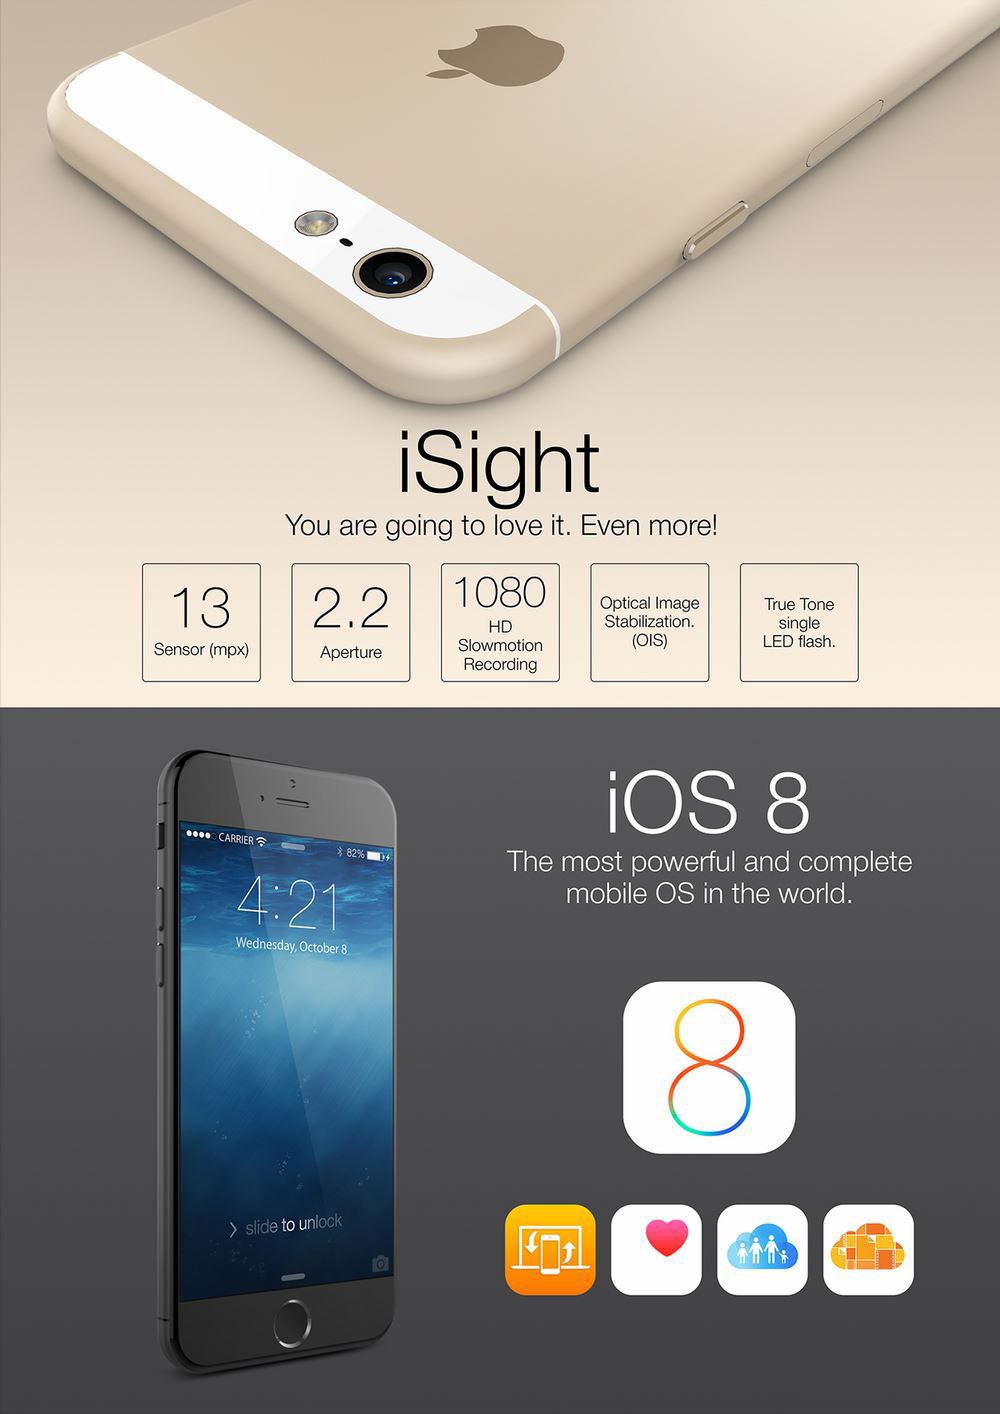 iSight
You are going to love it. Even more!
13
Sensor (mpx)
2.2
Aperture
1080
HD
Slowmotion
Recording
Optical Image
Stabilization.
(OIS)
True Tone
single
LED flash.
CARRIER
82%
4:21
Wednesday, October 8
> slide to unlock
iOS 8
The most powerful and complete
mobile OS in the world.
8